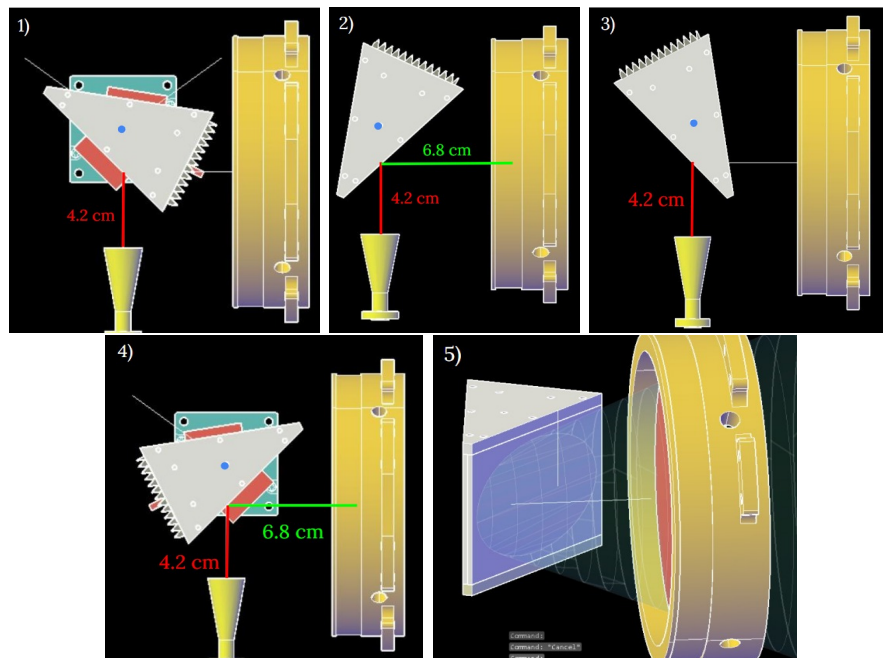 1)
4.2 cm
2)
6.8 cm
4.2 cm
3)
4.2 cm
4)
6.8 cm
4.2 cm
5)
Command:
Command: "Cancel"